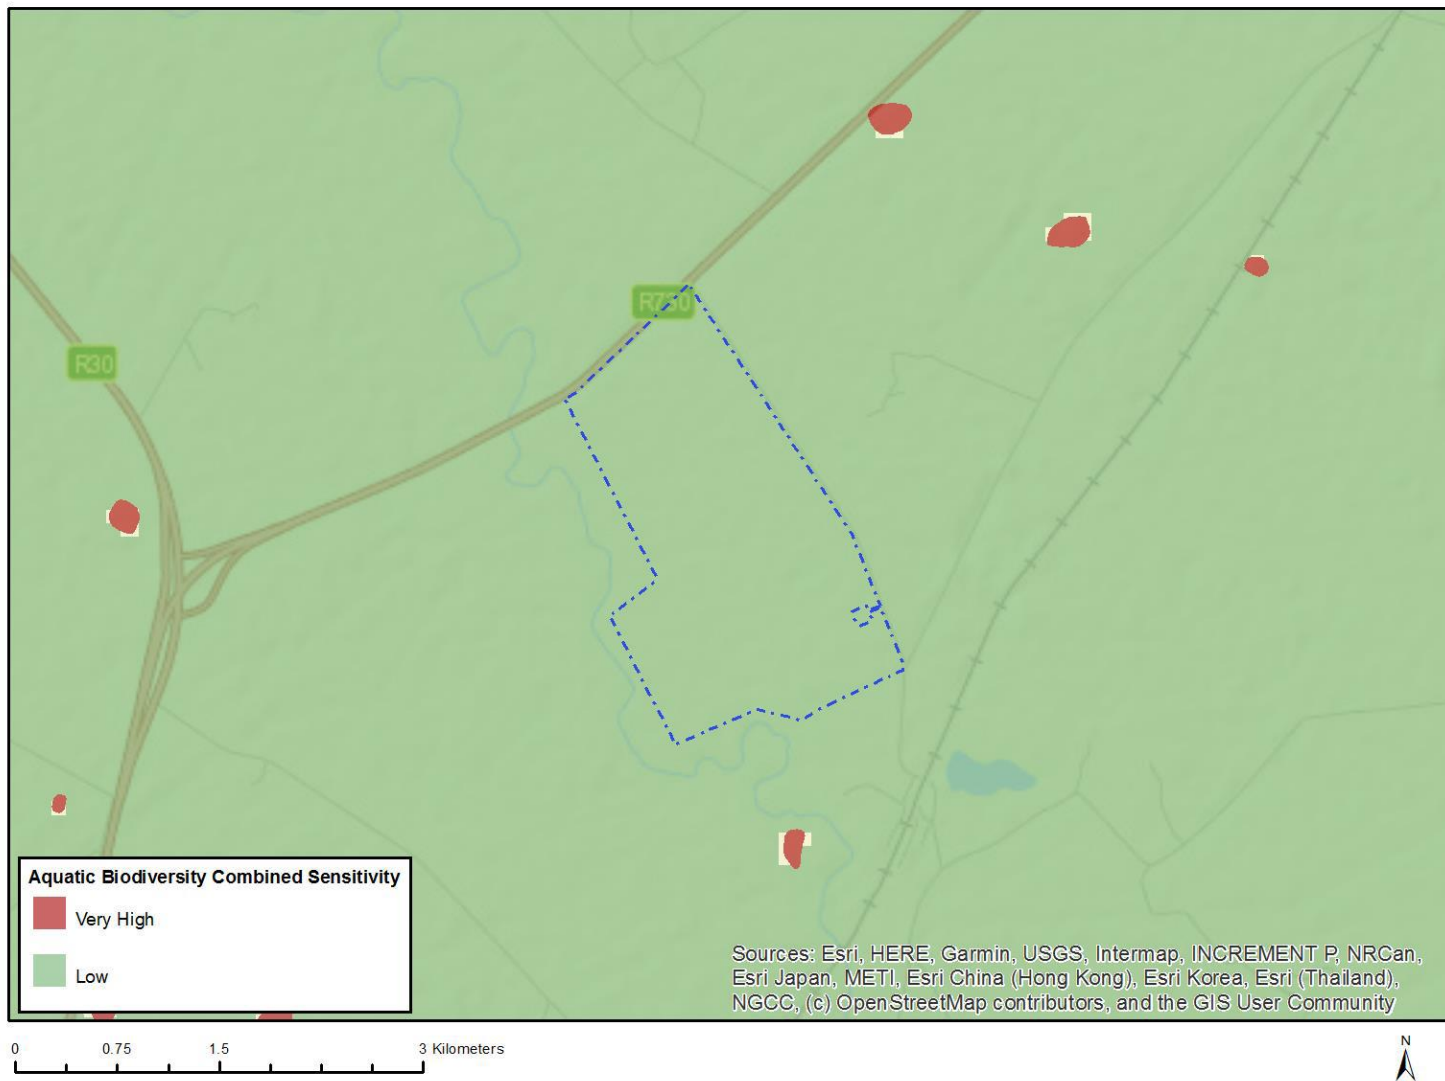 R730
R30
Aquatic Biodiversity Combined Sensitivity
Very High
Low
Sources: Esri, HERE, Garmin, USGS, Intermap, INCREMENT P, NRCan,
Esri Japan, METI, Esri China (Hong Kong), Esri Korea, Esri (Thailand),
NGCC, (c) OpenStreetMap contributors, and the GIS User Community
0 0.75 1.5 3 Kilometers
N